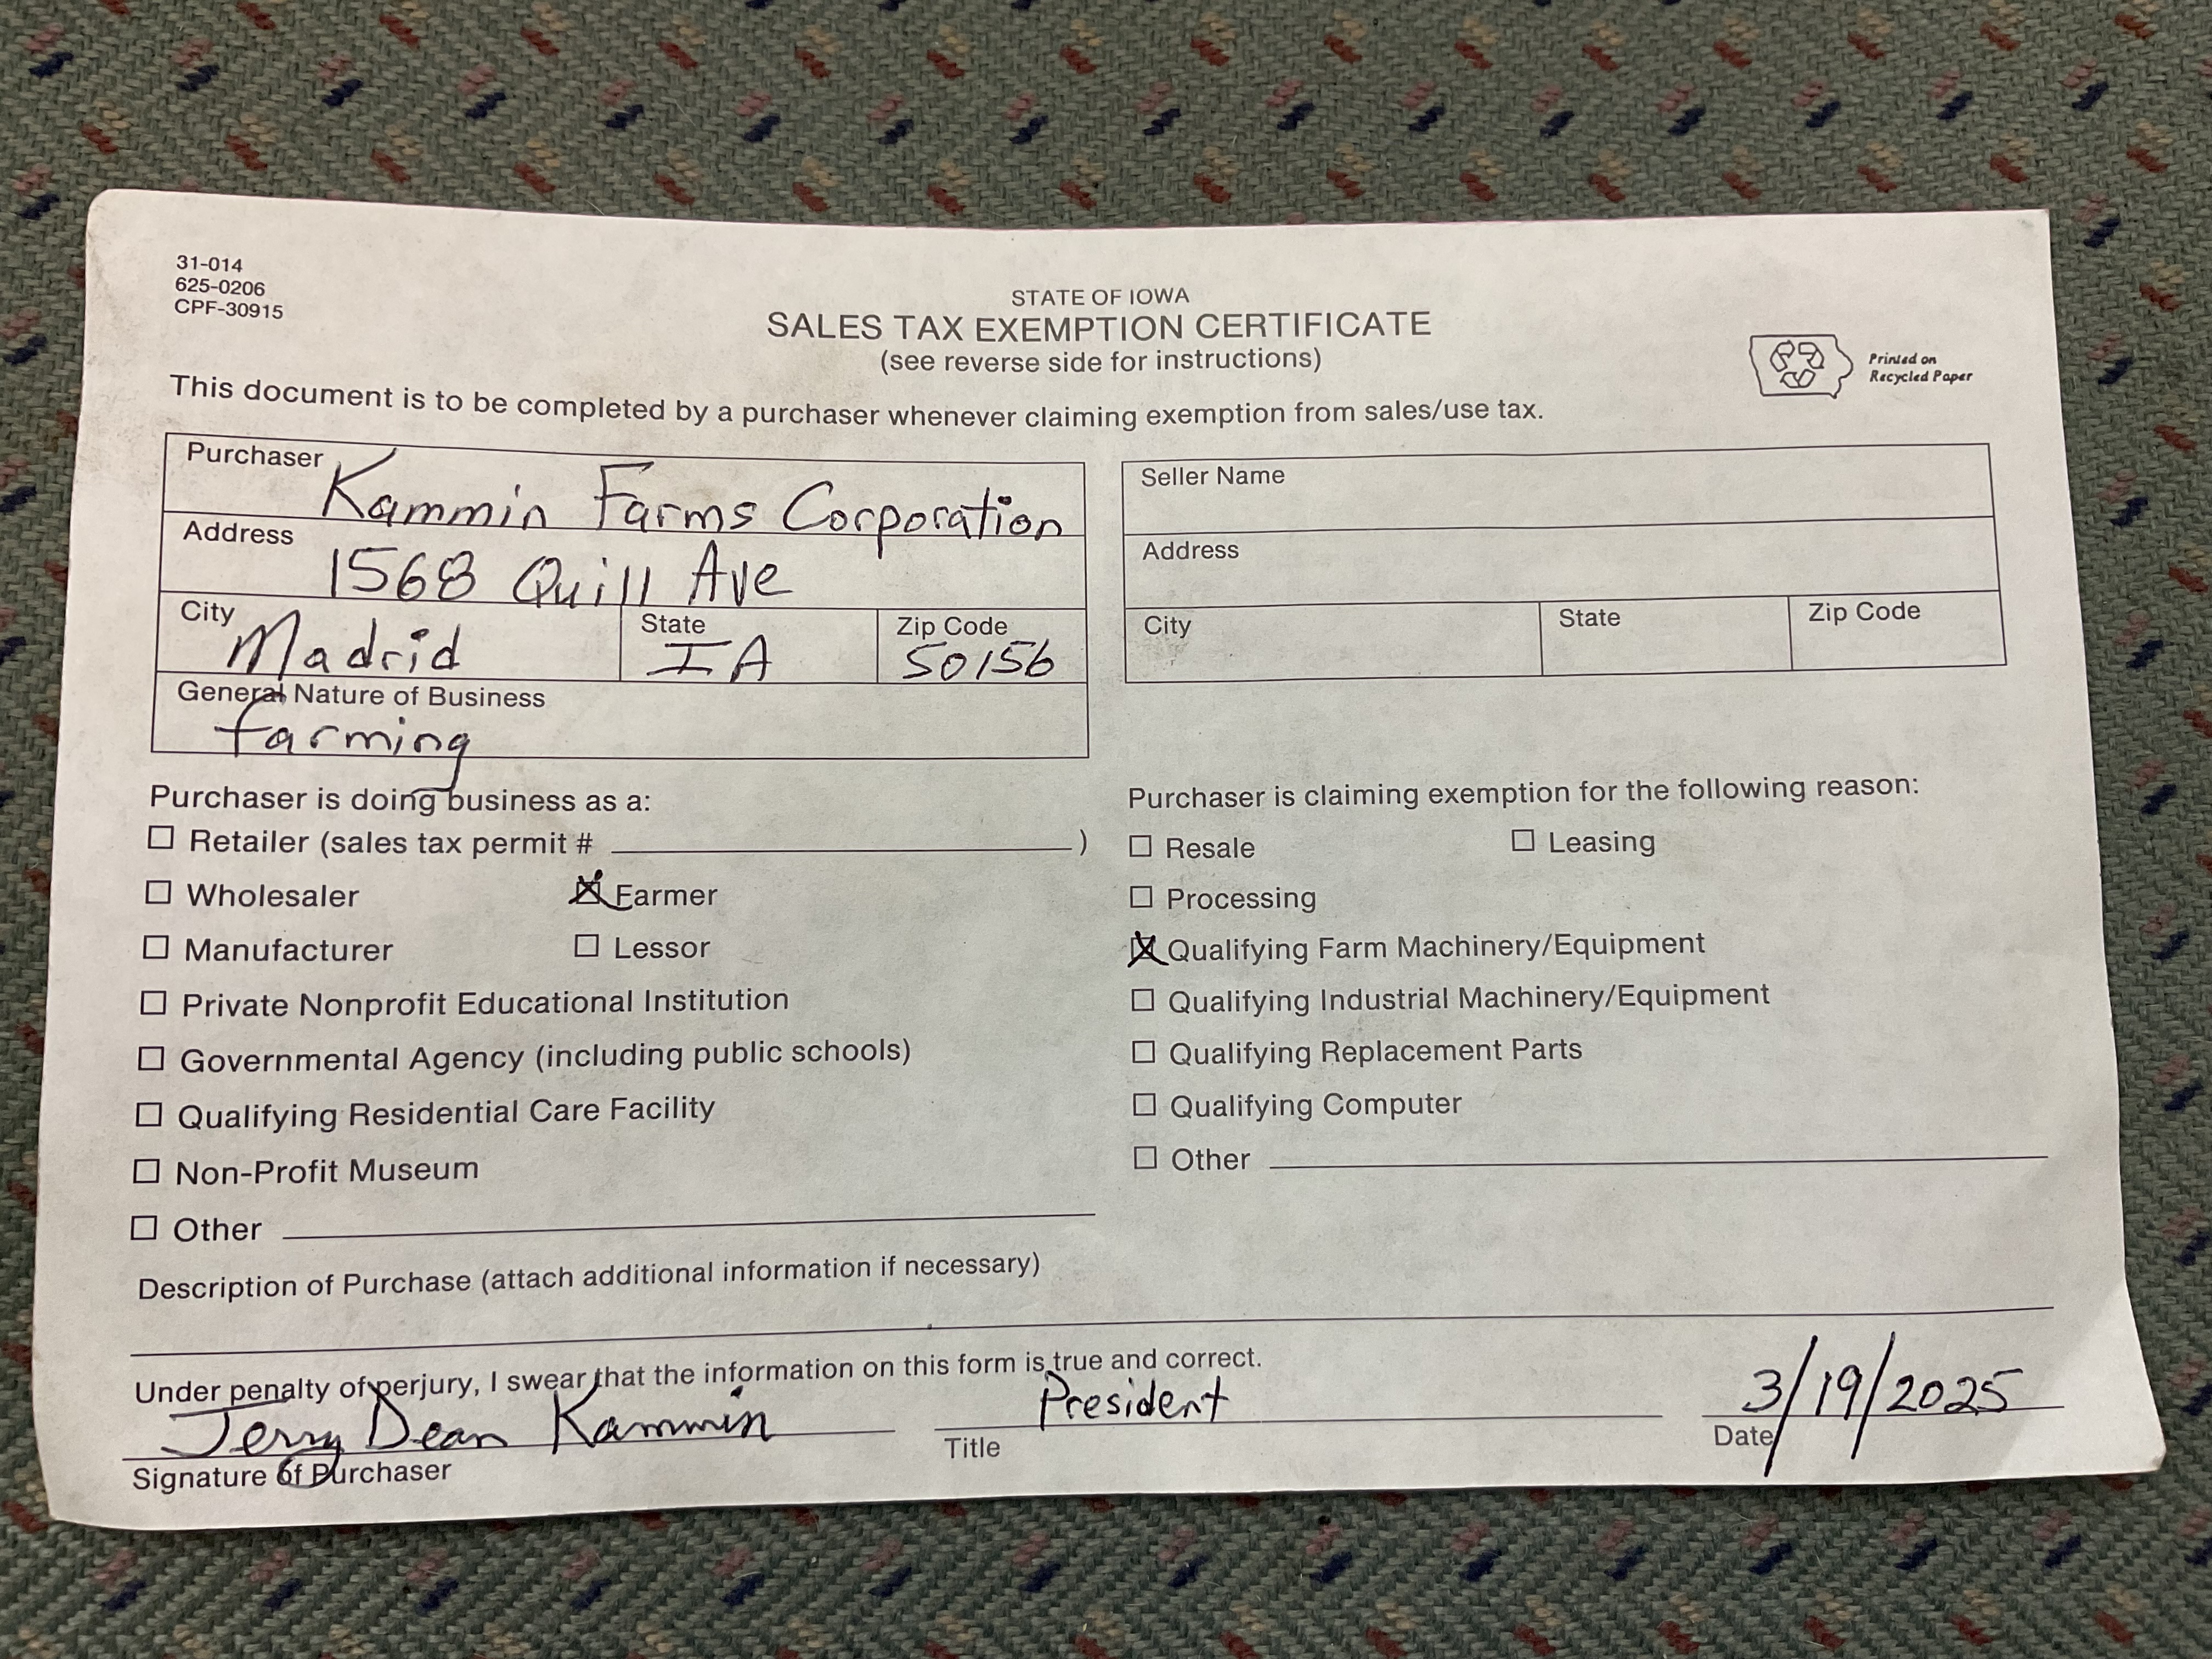 31-014
625-0206
CPF-30915
STATE OF IOWA
SALES TAX EXEMPTION CERTIFICATE
(see reverse side for instructions)
Printed on
Recycled Paper
This document is to be completed by a purchaser whenever claiming exemption from sales/use tax.
Purchaser
Kammin Farms Corporation
Address
1568 Quill Ave
City State Zip Code
Madrid IA 50156
General Nature of Business
farming
Seller Name
Address
City State Zip Code
Purchaser is doing business as a:
Retailer (sales tax permit # )
Wholesaler Farmer
Manufacturer Lessor
Private Nonprofit Educational Institution
Governmental Agency (including public schools)
Qualifying Residential Care Facility
Non-Profit Museum
Other
Purchaser is claiming exemption for the following reason:
Resale Leasing
Processing
Qualifying Farm Machinery/Equipment
Qualifying Industrial Machinery/Equipment
Qualifying Replacement Parts
Qualifying Computer
Other
Description of Purchase (attach additional information if necessary)
Under penalty of perjury, I swear that the information on this form is true and correct.
Jerry Dean Kammin President 3/19/2025
Signature of Purchaser Title Date